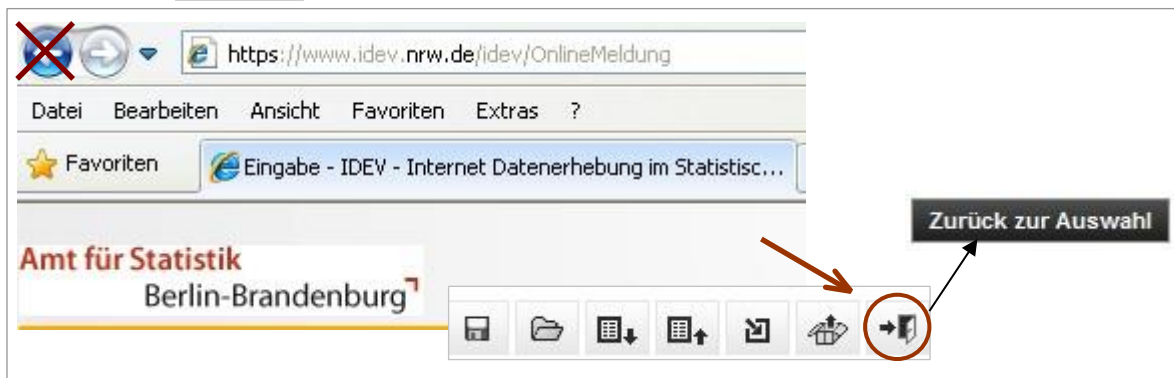 https://www.idev.nrw.de/idev/OnlineMeldung
Datei Bearbeiten Ansicht Favoriten Extras ?
Favoriten Eingabe - IDEV - Internet Datenerhebung im Statistisc...
Zurück zur Auswahl
Amt für Statistik
Berlin-Brandenburg